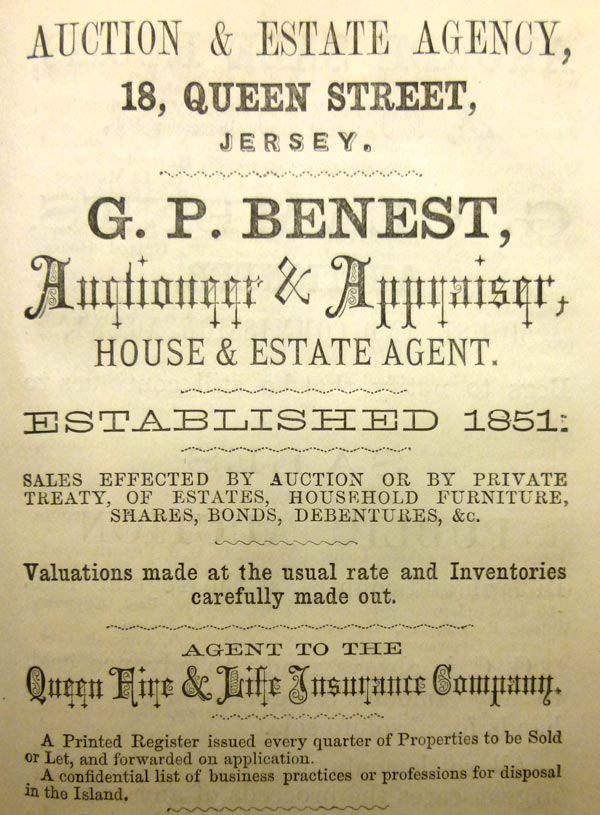 AUCTION & ESTATE AGENCY,
18, QUEEN STREET,
JERSEY.
G. P. BENEST,
Auctioneer & Appraiser,
HOUSE & ESTATE AGENT.
ESTABLISHED 1851:
SALES EFFECTED BY AUCTION OR BY PRIVATE
TREATY, OF ESTATES, HOUSEHOLD FURNITURE,
SHARES, BONDS, DEBENTURES, &c.
Valuations made at the usual rate and Inventories
carefully made out.
AGENT TO THE
Queen Fire & Life Insurance Company.
A Printed Register issued every quarter of Properties to be Sold
or Let, and forwarded on application.
A confidential list of business practices or professions for disposal
in the Island.